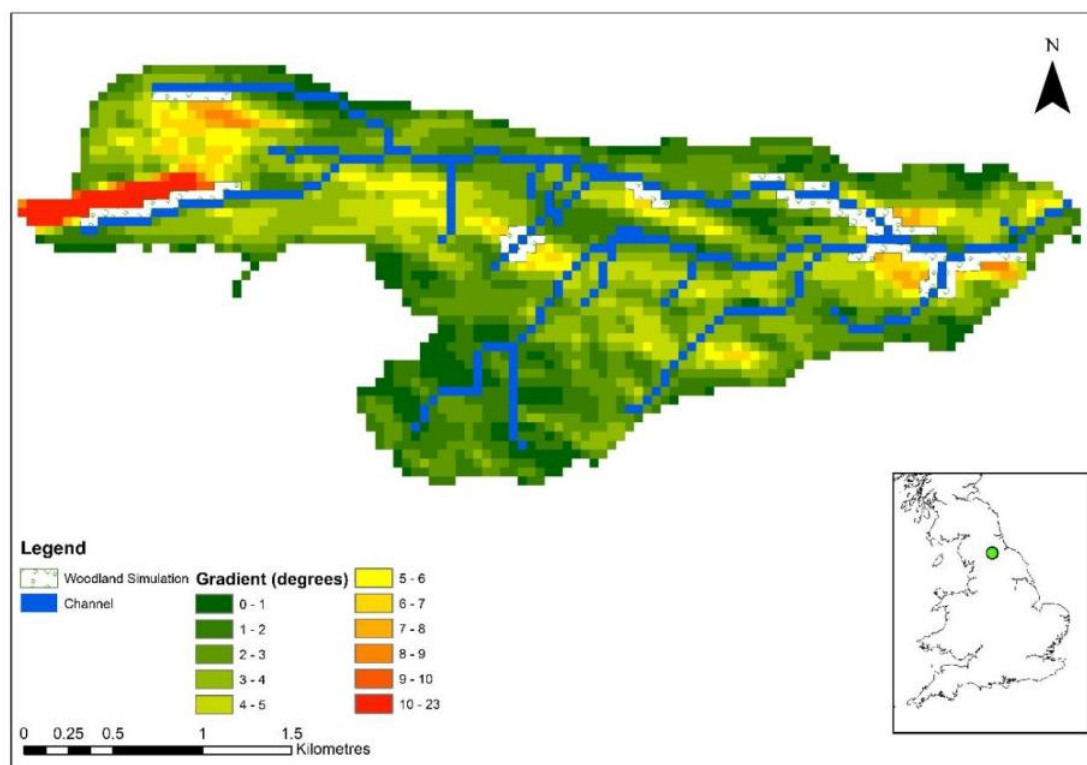 N
Legend
Woodland Simulation
Channel
Gradient (degrees)
0 - 1
1 - 2
2 - 3
3 - 4
4 - 5
5 - 6
6 - 7
7 - 8
8 - 9
9 - 10
10 - 23
0 0.25 0.5 1 1.5
Kilometres